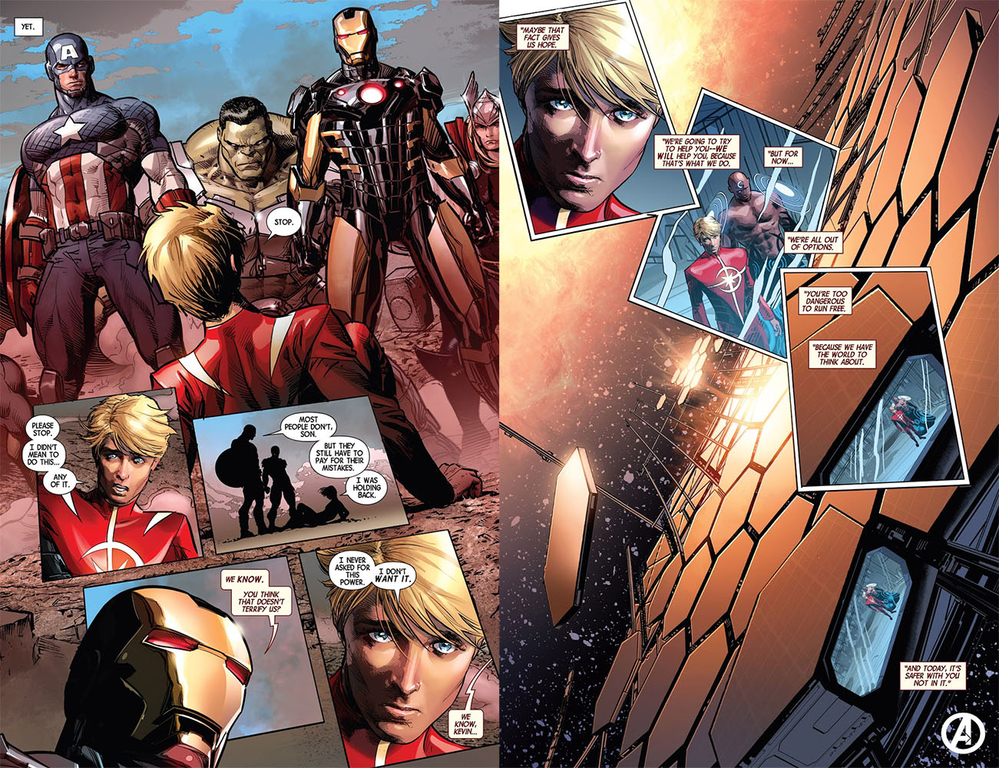 YET.
STOP.
PLEASE
STOP.
I DIDN'T
MEAN TO
DO THIS...
ANY
OF IT.
MOST
PEOPLE DON'T,
SON.
BUT THEY
STILL HAVE TO
PAY FOR THEIR
MISTAKES.
I WAS
HOLDING
BACK.
WE KNOW.
YOU THINK
THAT DOESN'T
TERRIFY US?
I NEVER
ASKED FOR
THIS
POWER.
I DON'T
WANT IT.
WE
KNOW,
KEVIN...
"MAYBE THAT
FACT GIVES
US HOPE.
"WE'RE GOING TO TRY
TO HELP YOU--WE
WILL HELP YOU, BECAUSE
THAT'S WHAT WE DO.
"BUT FOR
NOW...
"WE'RE ALL OUT
OF OPTIONS.
"YOU'RE TOO
DANGEROUS
TO RUN FREE.
"BECAUSE WE HAVE
THE WORLD TO
THINK ABOUT.
"AND TODAY, IT'S
SAFER WITH YOU
NOT IN IT."